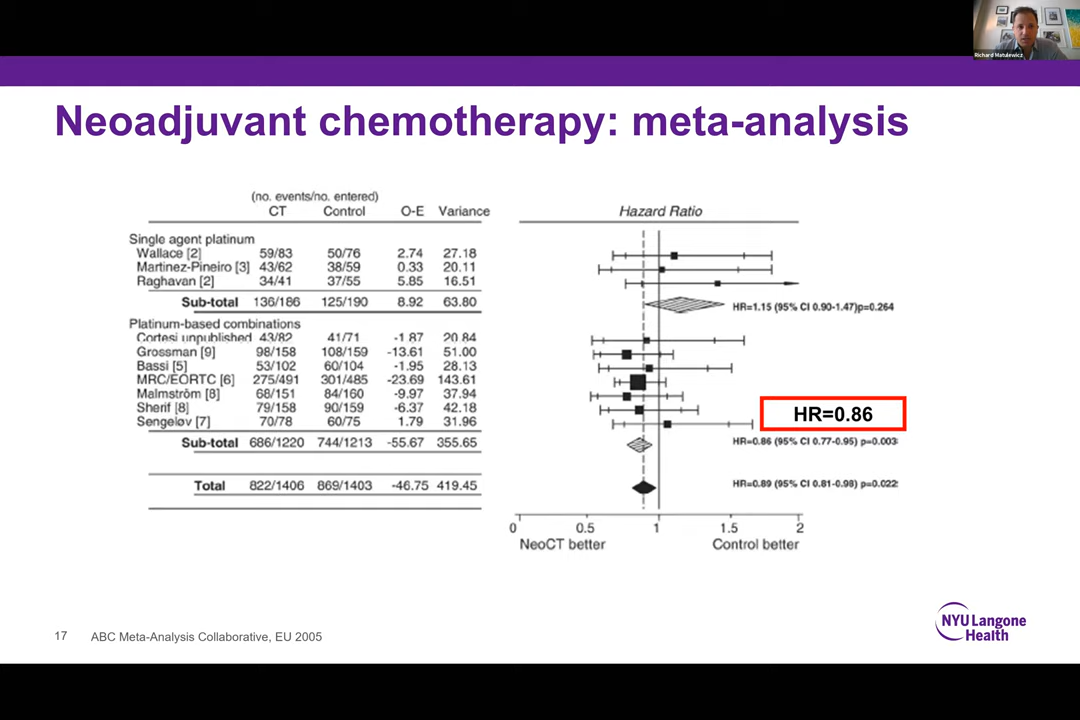 Richard Matulewicz
Neoadjuvant chemotherapy: meta-analysis
(no. events/no. entered)
CT Control O-E Variance Hazard Ratio
Single agent platinum
Wallace [2] 59/83 50/76 2.74 27.18
Martinez-Pineiro [3] 43/62 38/59 0.33 20.11
Raghavan [2] 34/41 37/55 5.85 16.51
Sub-total 136/186 125/190 8.92 63.80 HR=1.15 (95% CI 0.90-1.47)p=0.264
Platinum-based combinations
Cortesi unpublished 43/82 41/71 -1.87 20.84
Grossman [9] 98/158 108/159 -13.61 51.00
Bassi [5] 53/102 60/104 -1.95 28.13
MRC/EORTC [6] 275/491 301/485 -23.69 143.61
Malmström [8] 68/151 84/160 -9.97 37.94
Sherif [8] 79/158 90/159 -6.37 42.18
HR=0.86
Sengeløv [7] 70/78 60/75 1.79 31.96
Sub-total 686/1220 744/1213 -55.67 355.65 HR=0.86 (95% CI 0.77-0.95) p=0.003
Total 822/1406 869/1403 -46.75 419.45 HR=0.89 (95% CI 0.81-0.98) p=0.022
0 0.5 1 1.5 2
NeoCT better Control better
17 ABC Meta-Analysis Collaborative, EU 2005
NYU Langone
Health